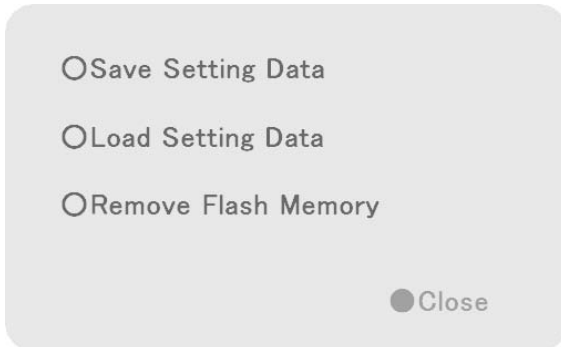 Save Setting Data
Load Setting Data
Remove Flash Memory
Close